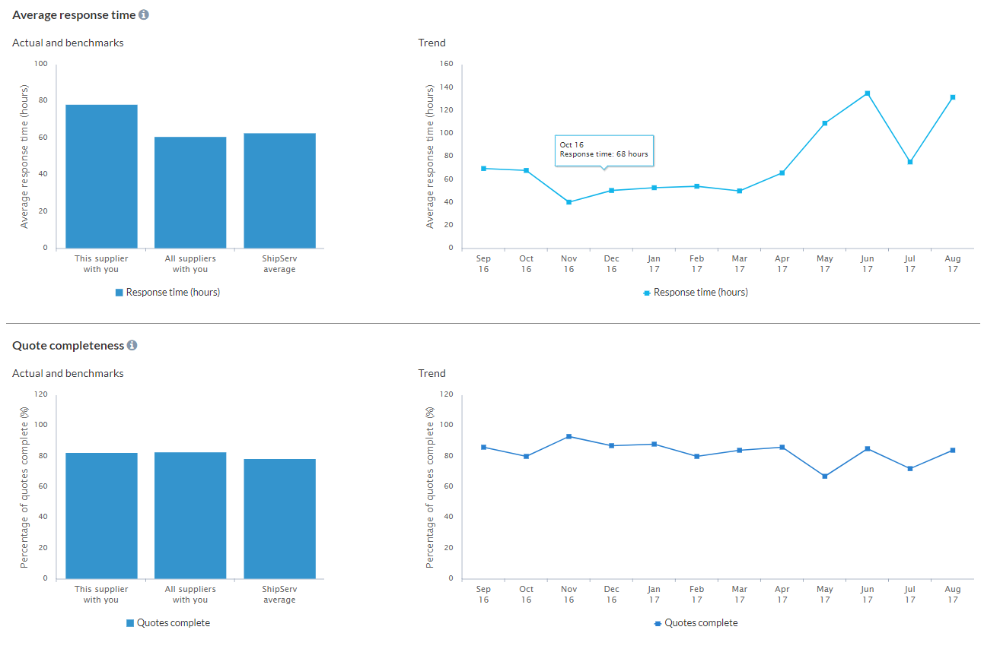 Average response time
Actual and benchmarks
Average response time (hours)
100
80
60
40
20
0
This supplier
with you
All suppliers
with you
ShipServ
average
Response time (hours)
Trend
Average response time (hours)
160
140
120
100
80
60
40
20
0
Oct 16
Response time: 68 hours
Sep
16
Oct
16
Nov
16
Dec
16
Jan
17
Feb
17
Mar
17
Apr
17
May
17
Jun
17
Jul
17
Aug
17
Response time (hours)
Quote completeness
Actual and benchmarks
Percentage of quotes complete (%)
120
100
80
60
40
20
0
This supplier
with you
All suppliers
with you
ShipServ
average
Quotes complete
Trend
Percentage of quotes complete (%)
120
100
80
60
40
20
0
Sep
16
Oct
16
Nov
16
Dec
16
Jan
17
Feb
17
Mar
17
Apr
17
May
17
Jun
17
Jul
17
Aug
17
Quotes complete